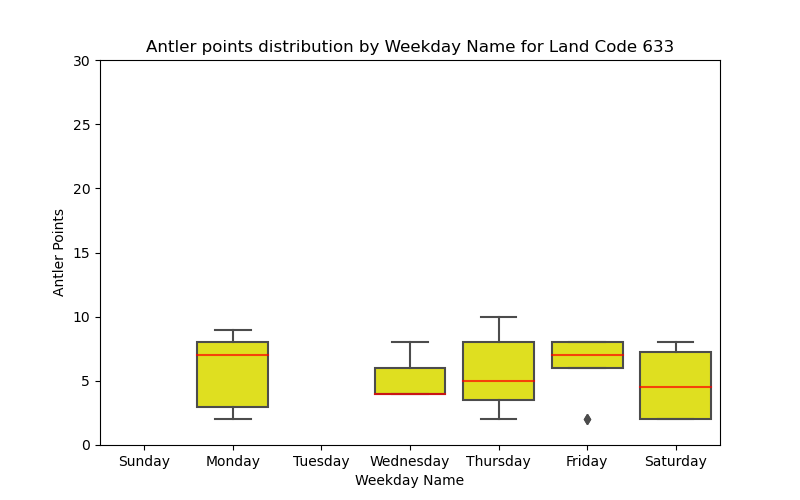 Antler points distribution by Weekday Name for Land Code 633
30
25
20
15
10
5
0
Antler Points
Sunday Monday Tuesday Wednesday Thursday Friday Saturday
Weekday Name